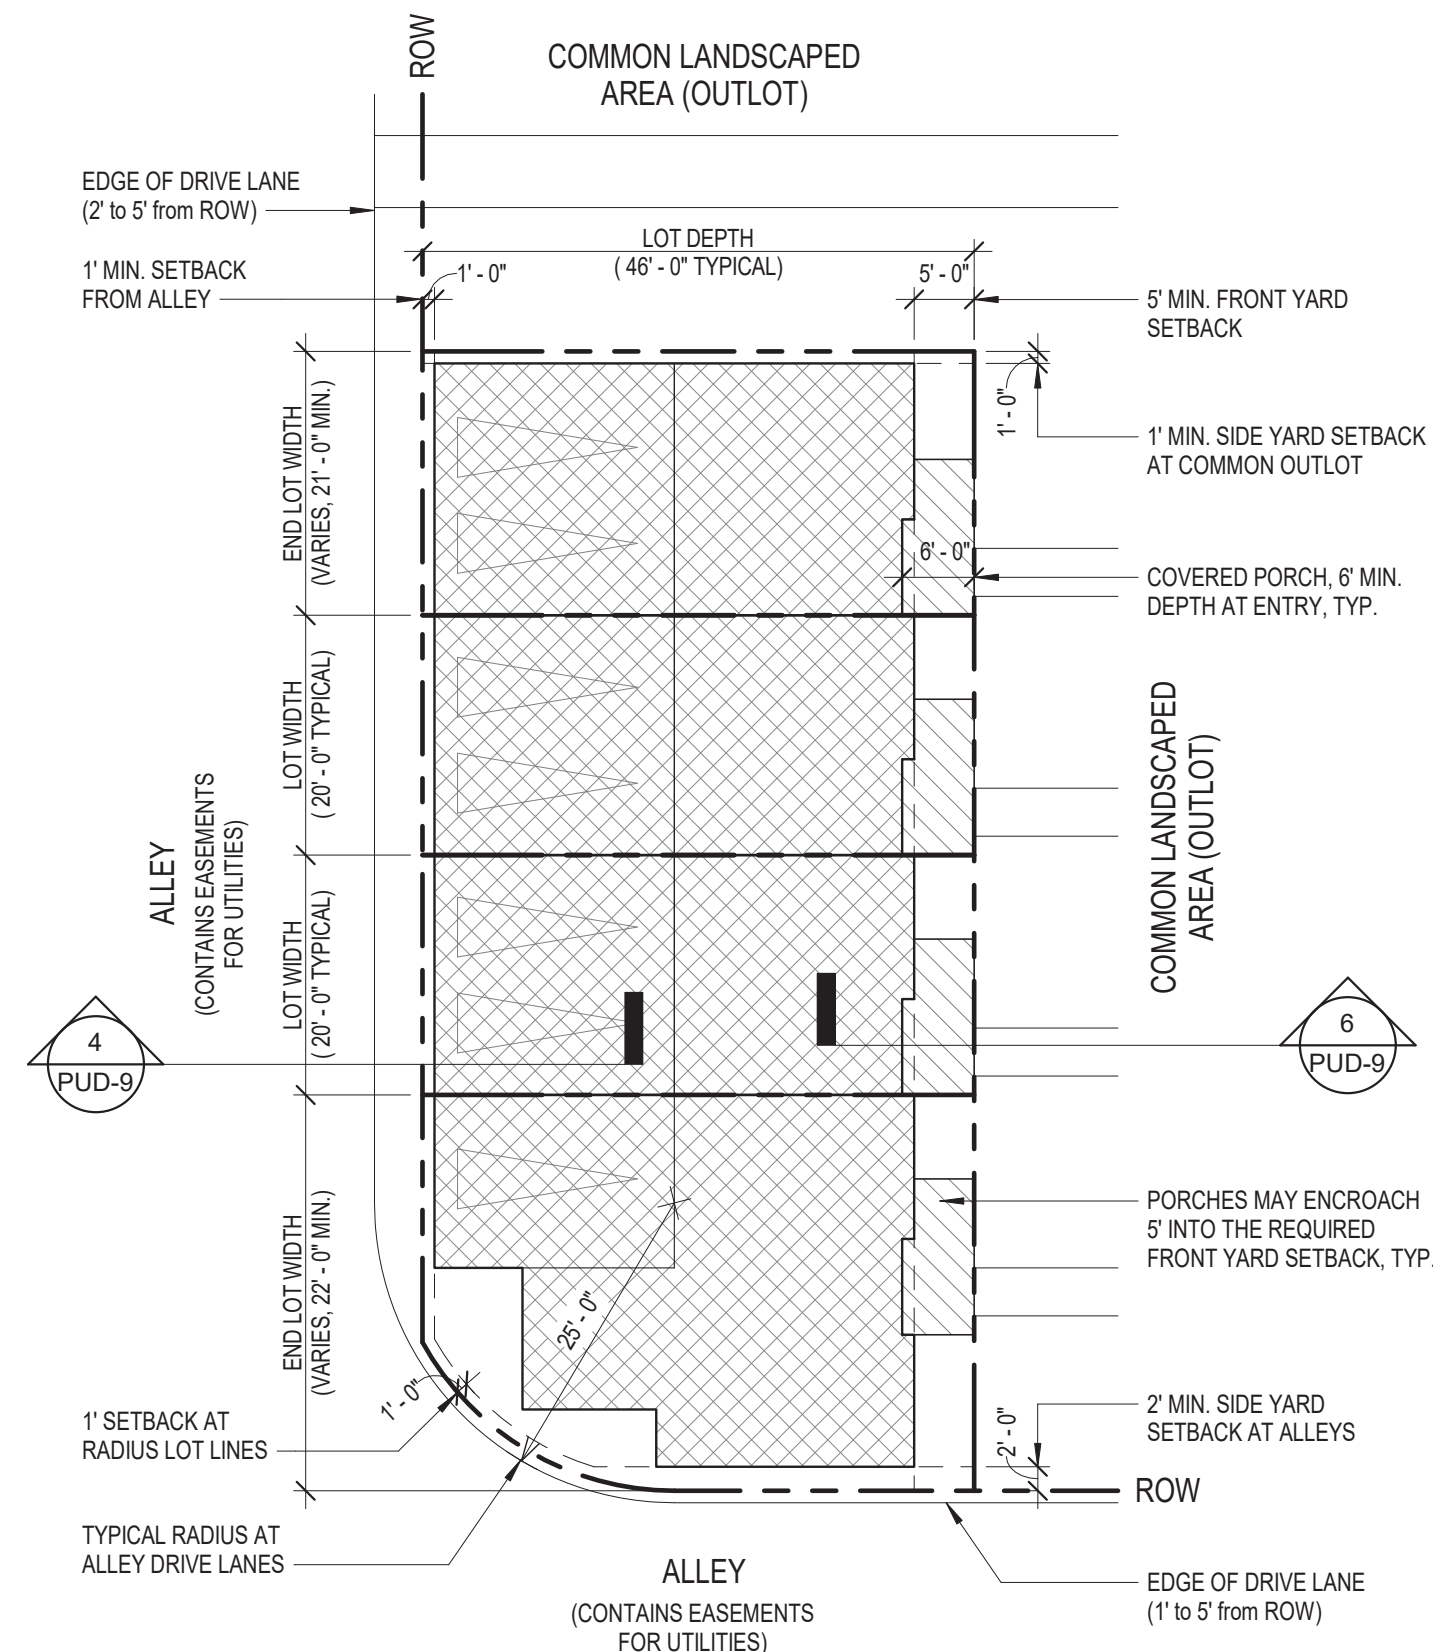 ROW
COMMON LANDSCAPED
AREA (OUTLOT)
EDGE OF DRIVE LANE
(2' to 5' from ROW)
LOT DEPTH
( 46' - 0" TYPICAL)
1' MIN. SETBACK
FROM ALLEY
1' - 0"
5' - 0"
5' MIN. FRONT YARD
SETBACK
END LOT WIDTH
(VARIES, 21' - 0" MIN.)
1' - 0"
1' MIN. SIDE YARD SETBACK
AT COMMON OUTLOT
6' - 0"
COVERED PORCH, 6' MIN.
DEPTH AT ENTRY, TYP.
LOT WIDTH
( 20' - 0" TYPICAL)
ALLEY
(CONTAINS EASEMENTS
FOR UTILITIES)
COMMON LANDSCAPED
AREA (OUTLOT)
LOT WIDTH
( 20' - 0" TYPICAL)
4
PUD-9
6
PUD-9
END LOT WIDTH
(VARIES, 22' - 0" MIN.)
PORCHES MAY ENCROACH
5' INTO THE REQUIRED
FRONT YARD SETBACK, TYP.
25' - 0"
1' - 0"
1' SETBACK AT
RADIUS LOT LINES
2' - 0"
2' MIN. SIDE YARD
SETBACK AT ALLEYS
ROW
TYPICAL RADIUS AT
ALLEY DRIVE LANES
ALLEY
(CONTAINS EASEMENTS
FOR UTILITIES)
EDGE OF DRIVE LANE
(1' to 5' from ROW)